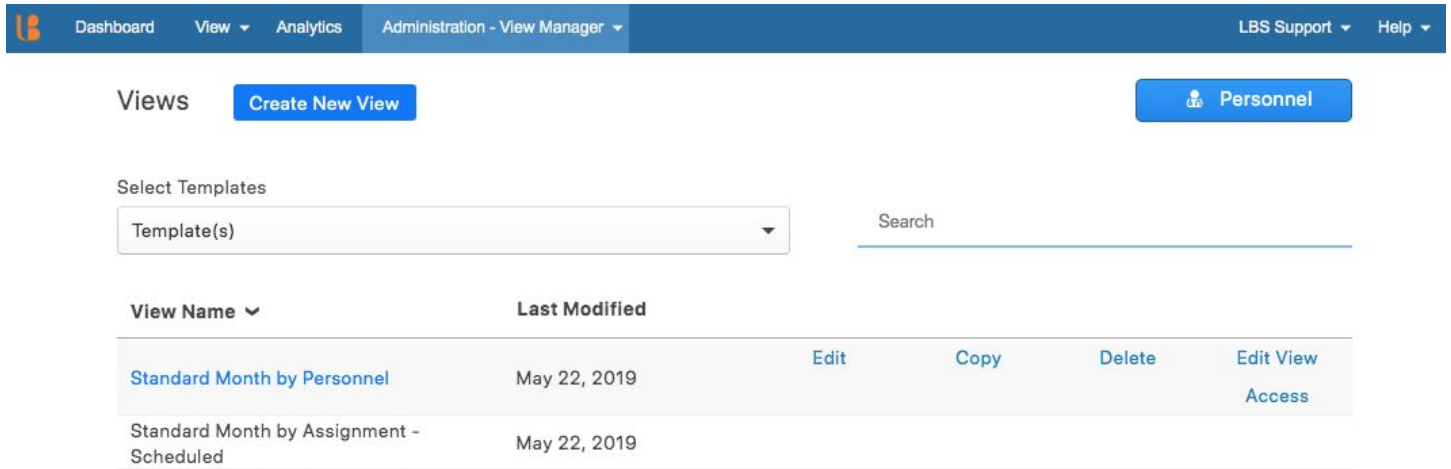 LB Dashboard View Analytics Administration - View Manager LBS Support Help
Views Create New View Personnel
Select Templates
Template(s) Search
View Name Last Modified
Standard Month by Personnel May 22, 2019 Edit Copy Delete Edit View
Access
Standard Month by Assignment -
Scheduled May 22, 2019